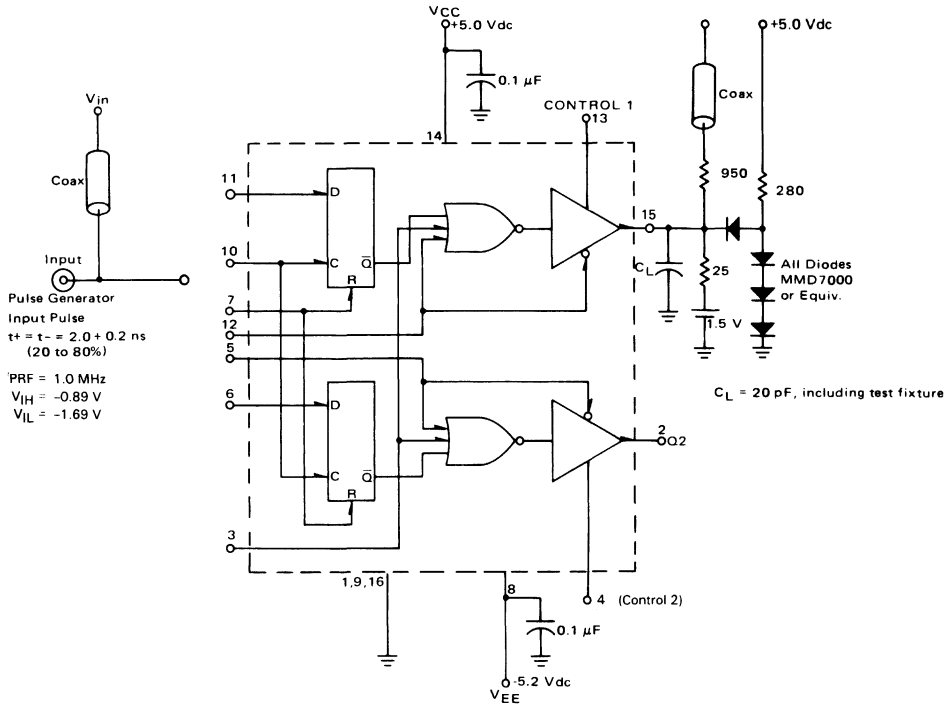 VCC
+5.0 Vdc
+5.0 Vdc
0.1 µF
Coax
Vin
CONTROL 1
13
14
Coax
11
D
950
280
15
10
C
Q̅
CL
25
All Diodes
MMD7000
or Equiv.
Input
R
7
Pulse Generator
Input Pulse
12
1.5 V
t+ = t- = 2.0 + 0.2 ns
(20 to 80%)
5
PRF = 1.0 MHz
VIH = -0.89 V
VIL = -1.69 V
6
D
CL = 20 pF, including test fixture
2
Q2
C
Q̅
R
3
1,9,16
8
4 (Control 2)
0.1 µF
-5.2 Vdc
VEE